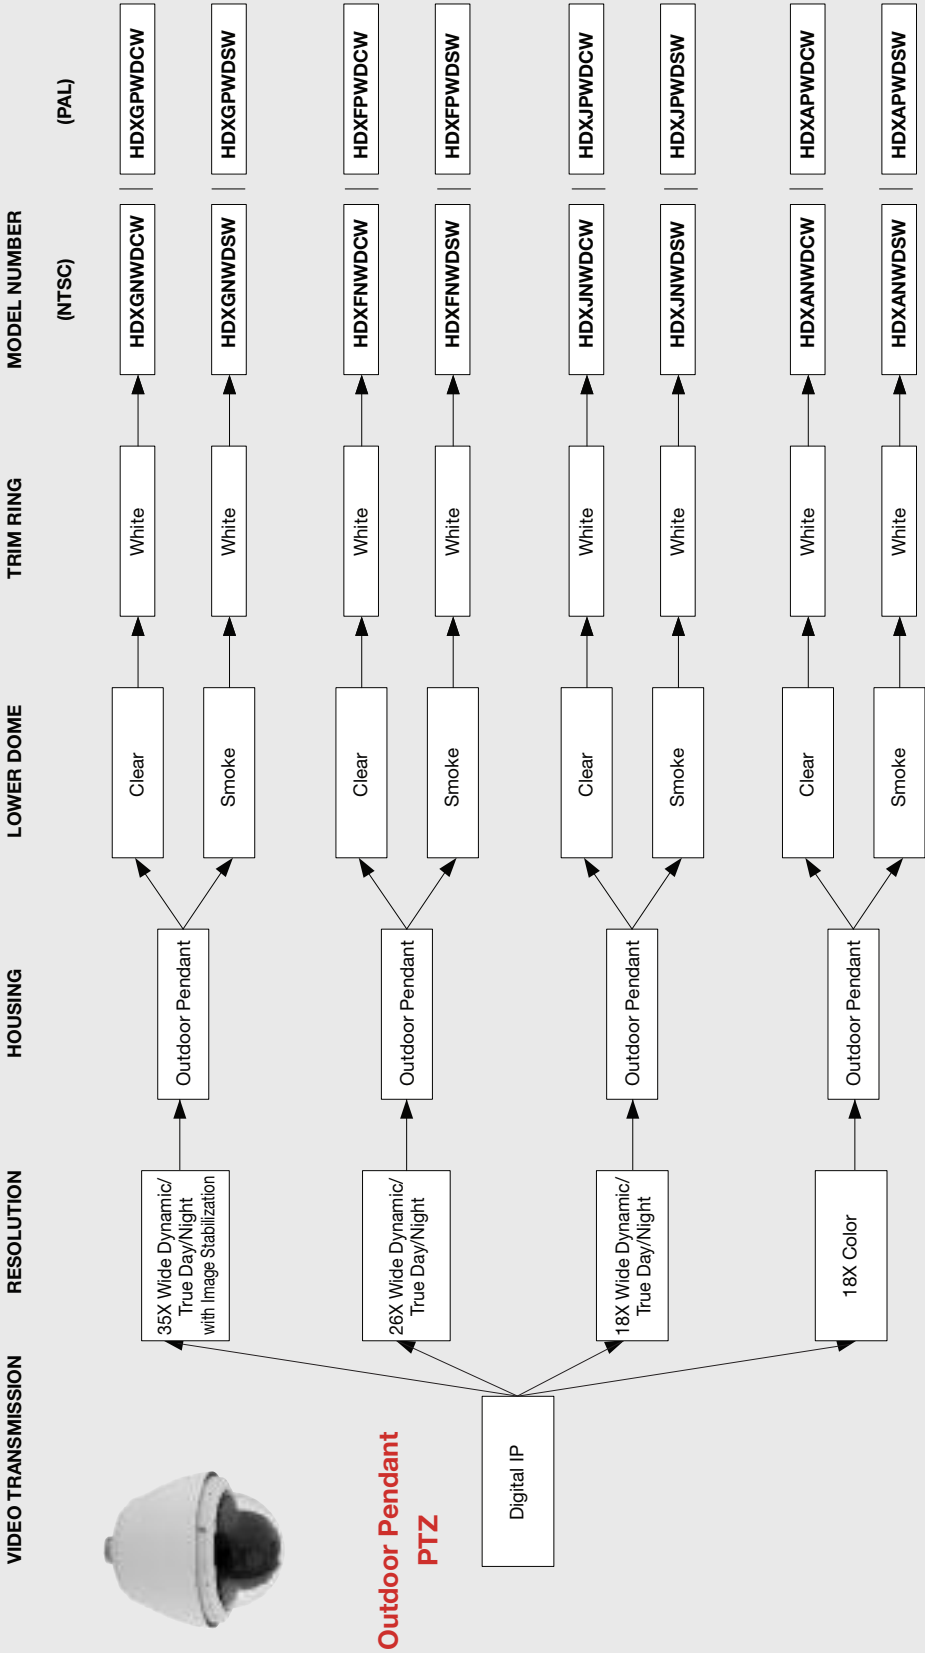 VIDEO TRANSMISSION
RESOLUTION
HOUSING
LOWER DOME
TRIM RING
MODEL NUMBER
(NTSC)
(PAL)
Outdoor Pendant
PTZ
Digital IP
35X Wide Dynamic/
True Day/Night
with Image Stabilization
Outdoor Pendant
Clear
White
HDXGNWDCW
HDXGPWDCW
Smoke
White
HDXGNWDSW
HDXGPWDSW
26X Wide Dynamic/
True Day/Night
Outdoor Pendant
Clear
White
HDXFNWDCW
HDXFPWDCW
Smoke
White
HDXFNWDSW
HDXFPWDSW
18X Wide Dynamic/
True Day/Night
Outdoor Pendant
Clear
White
HDXJNWDCW
HDXJPWDCW
Smoke
White
HDXJNWDSW
HDXJPWDSW
18X Color
Outdoor Pendant
Clear
White
HDXANWDCW
HDXAPWDCW
Smoke
White
HDXANWDSW
HDXAPWDSW